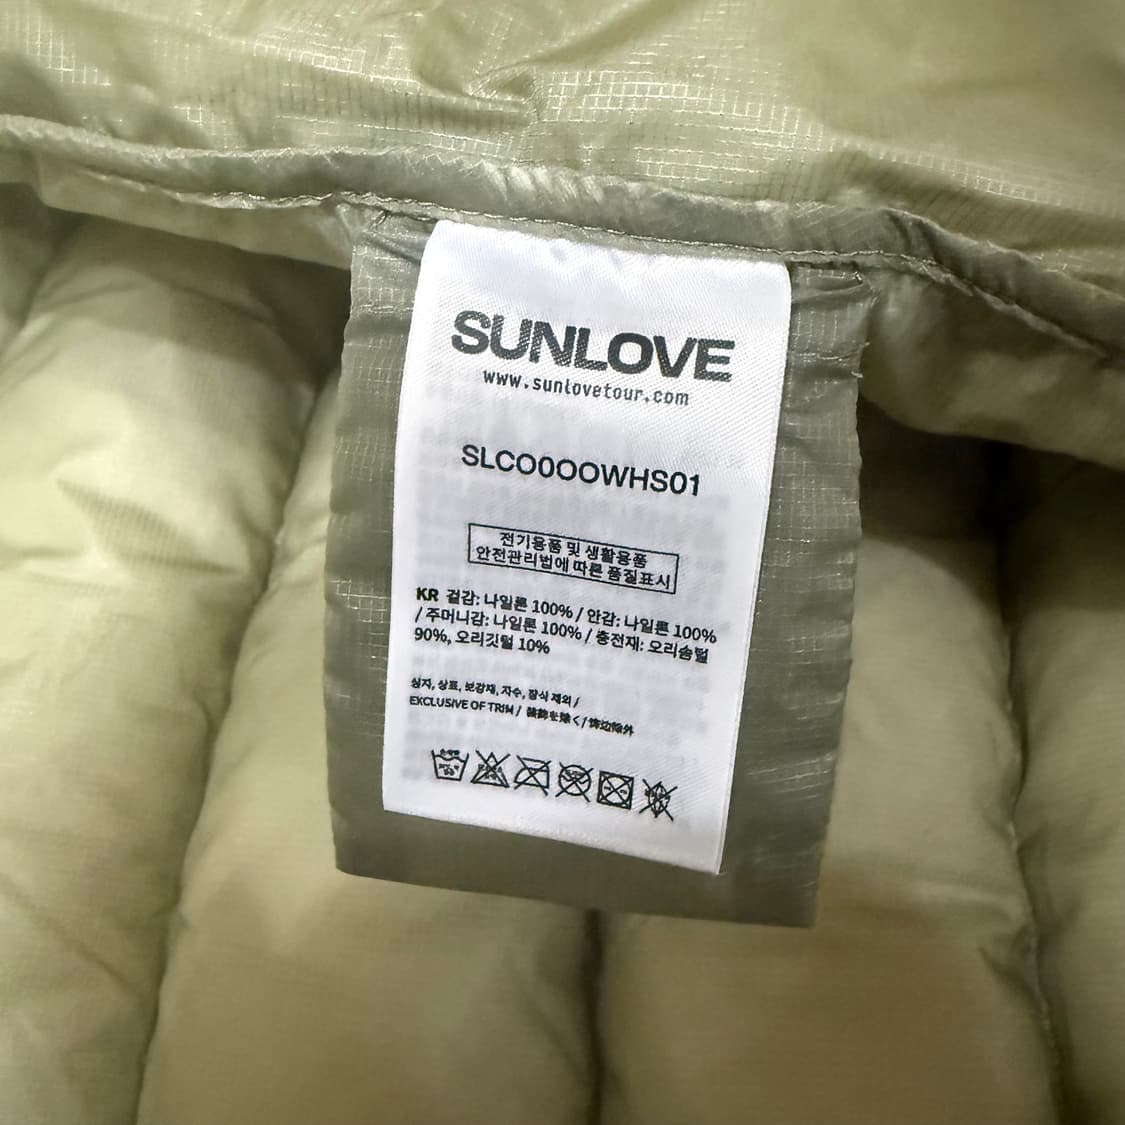 SUNLOVE
www.sunlovetour.com
SLCO0OOWHS01
전기용품 및 생활용품
안전관리법에 따른 품질표시
KR 겉감: 나일론 100% / 안감: 나일론 100%
/ 주머니감: 나일론 100% / 충전재: 오리솜털
90%, 오리깃털 10%
심지, 상표, 보강재, 자수, 장식 제외 /
EXCLUSIVE OF TRIM / 装飾を除く / 饰边除外